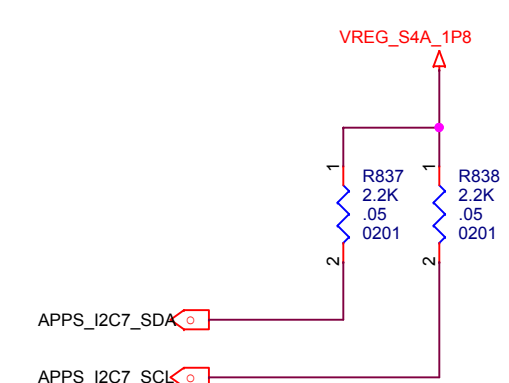 VREG_S4A_1P8
1
R837
2.2K
.05
0201
2
1
R838
2.2K
.05
0201
2
APPS_I2C7_SDA
APPS_I2C7_SCL